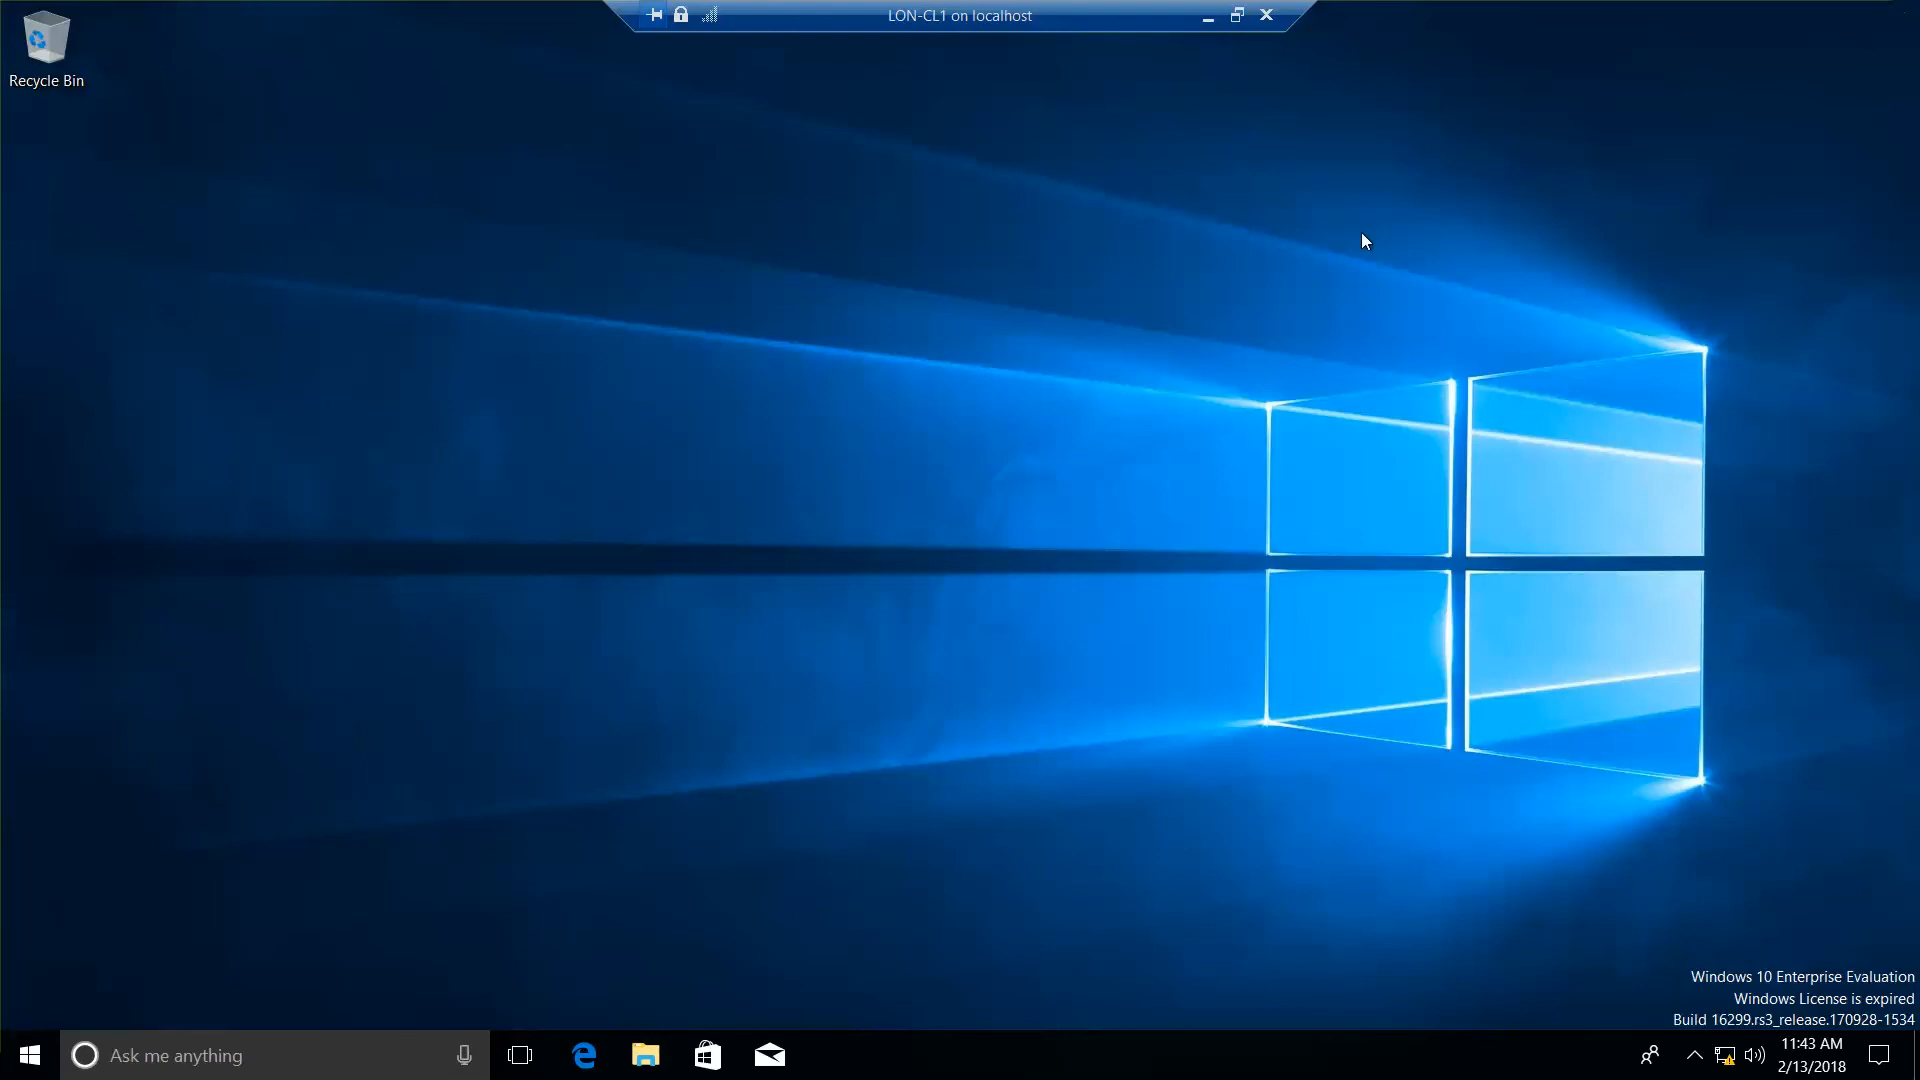 LON-CL1 on localhost
Recycle Bin
Windows 10 Enterprise Evaluation
Windows License is expired
Build 16299.rs3_release.170928-1534
Ask me anything
11:43 AM
2/13/2018